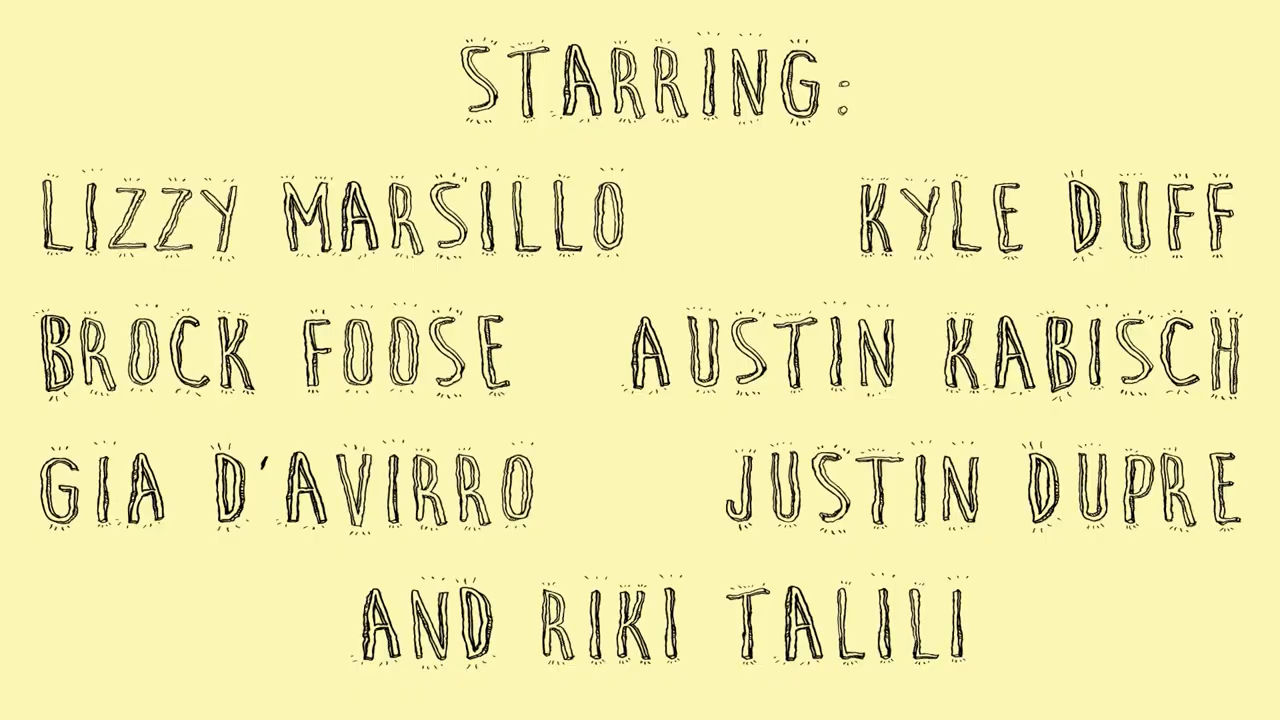 STARRING:
LIZZY MARSILLO KYLE DUFF
BROCK FOOSE AUSTIN KABISCH
GIA D'AVIRRO JUSTIN DUPRE
AND RIKI TALILI